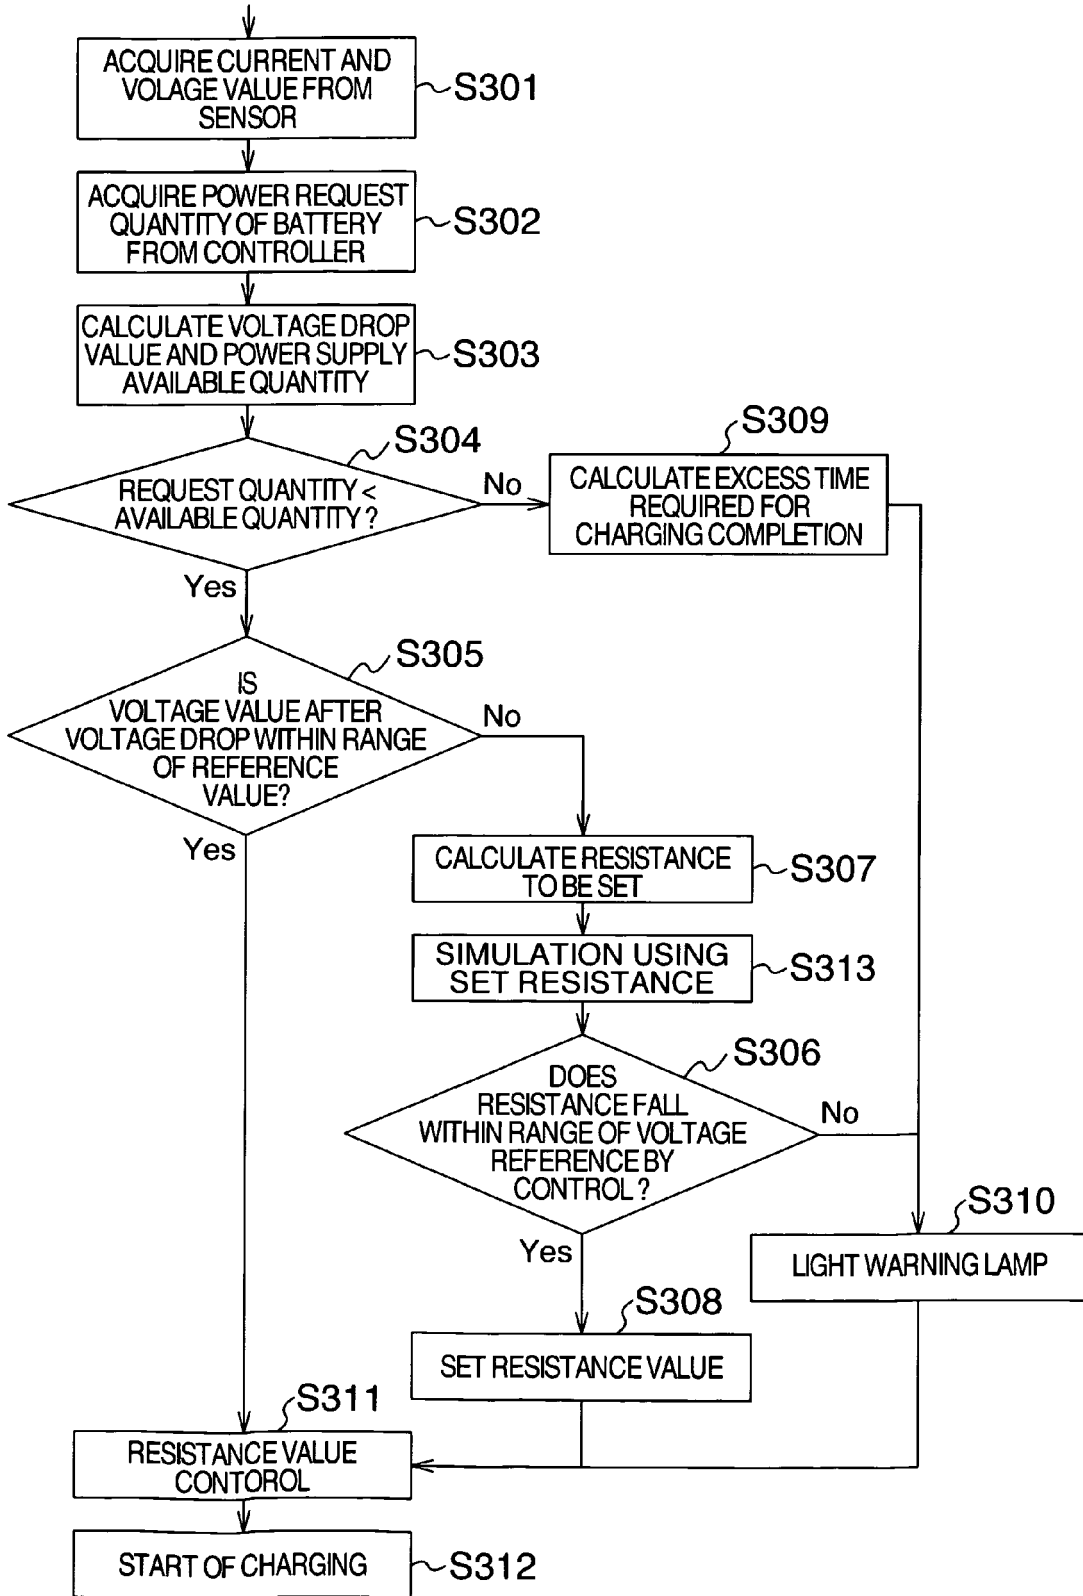 ACQUIRE CURRENT AND
VOLAGE VALUE FROM
SENSOR
S301
ACQUIRE POWER REQUEST
QUANTITY OF BATTERY
FROM CONTROLLER
S302
CALCULATE VOLTAGE DROP
VALUE AND POWER SUPPLY
AVAILABLE QUANTITY
S303
S304
REQUEST QUANTITY <
AVAILABLE QUANTITY ?
No
Yes
S309
CALCULATE EXCESS TIME
REQUIRED FOR
CHARGING COMPLETION
S305
IS
VOLTAGE VALUE AFTER
VOLTAGE DROP WITHIN RANGE
OF REFERENCE
VALUE?
No
Yes
CALCULATE RESISTANCE
TO BE SET
S307
SIMULATION USING
SET RESISTANCE
S313
S306
DOES
RESISTANCE FALL
WITHIN RANGE OF VOLTAGE
REFERENCE BY
CONTROL ?
No
Yes
S310
LIGHT WARNING LAMP
S308
SET RESISTANCE VALUE
S311
RESISTANCE VALUE
CONTOROL
START OF CHARGING
S312